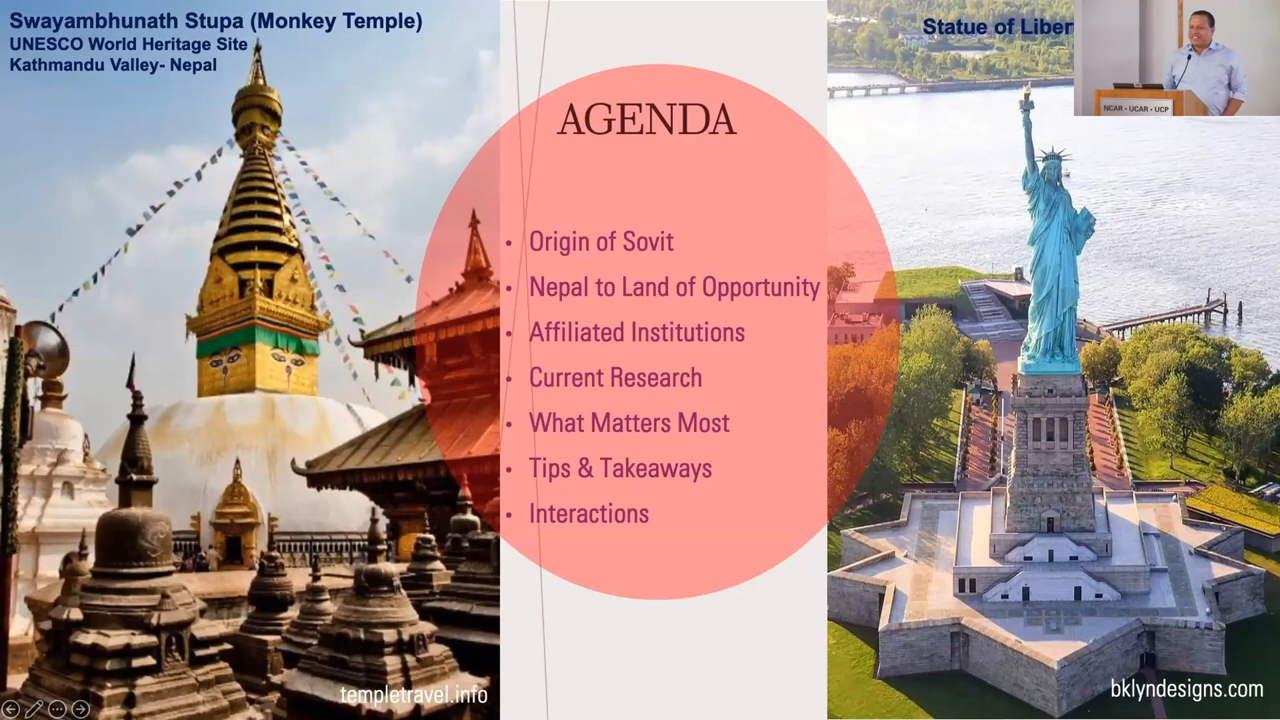 Swayambhunath Stupa (Monkey Temple)
UNESCO World Heritage Site
Kathmandu Valley- Nepal
AGENDA
• Origin of Sovit
• Nepal to Land of Opportunity
• Affiliated Institutions
• Current Research
• What Matters Most
• Tips & Takeaways
• Interactions
Statue of Liber
NCAR - UCAR - UCP
templetravel.info
bklyndesigns.com